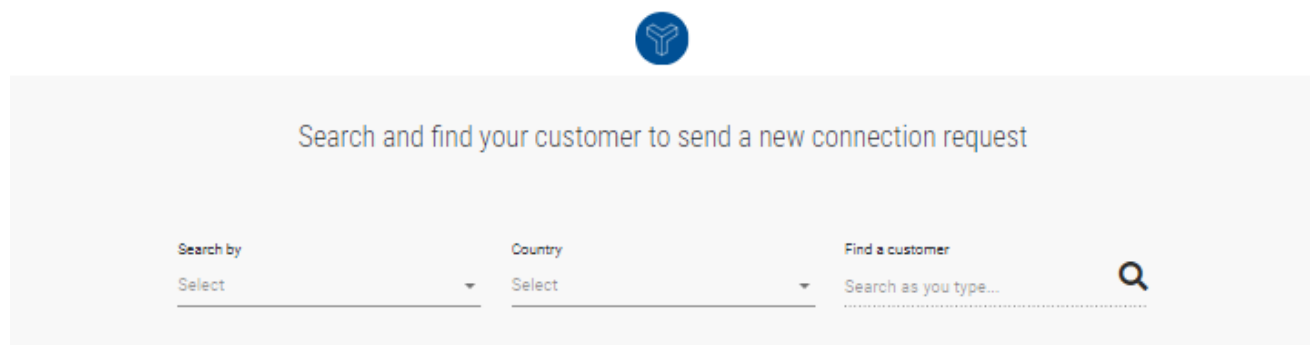 Search and find your customer to send a new connection request
Search by
Select
Country
Select
Find a customer
Search as you type...